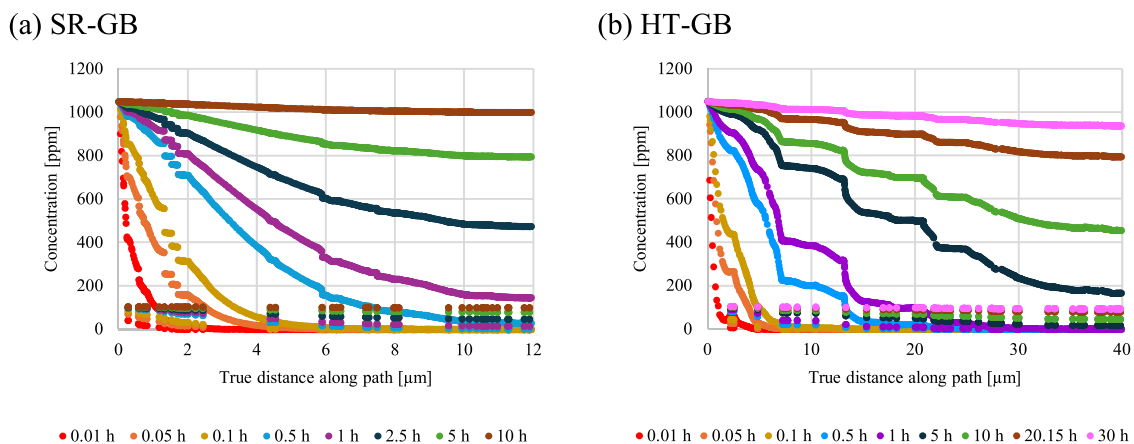 (a) SR-GB
(b) HT-GB
1200
1000
800
600
400
200
0
Concentration [ppm]
0 2 4 6 8 10 12
True distance along path [µm]
0.01 h 0.05 h 0.1 h 0.5 h 1 h 2.5 h 5 h 10 h
1200
1000
800
600
400
200
0
Concentration [ppm]
0 10 20 30 40
True distance along path [µm]
0.01 h 0.05 h 0.1 h 0.5 h 1 h 5 h 10 h 20.15 h 30 h